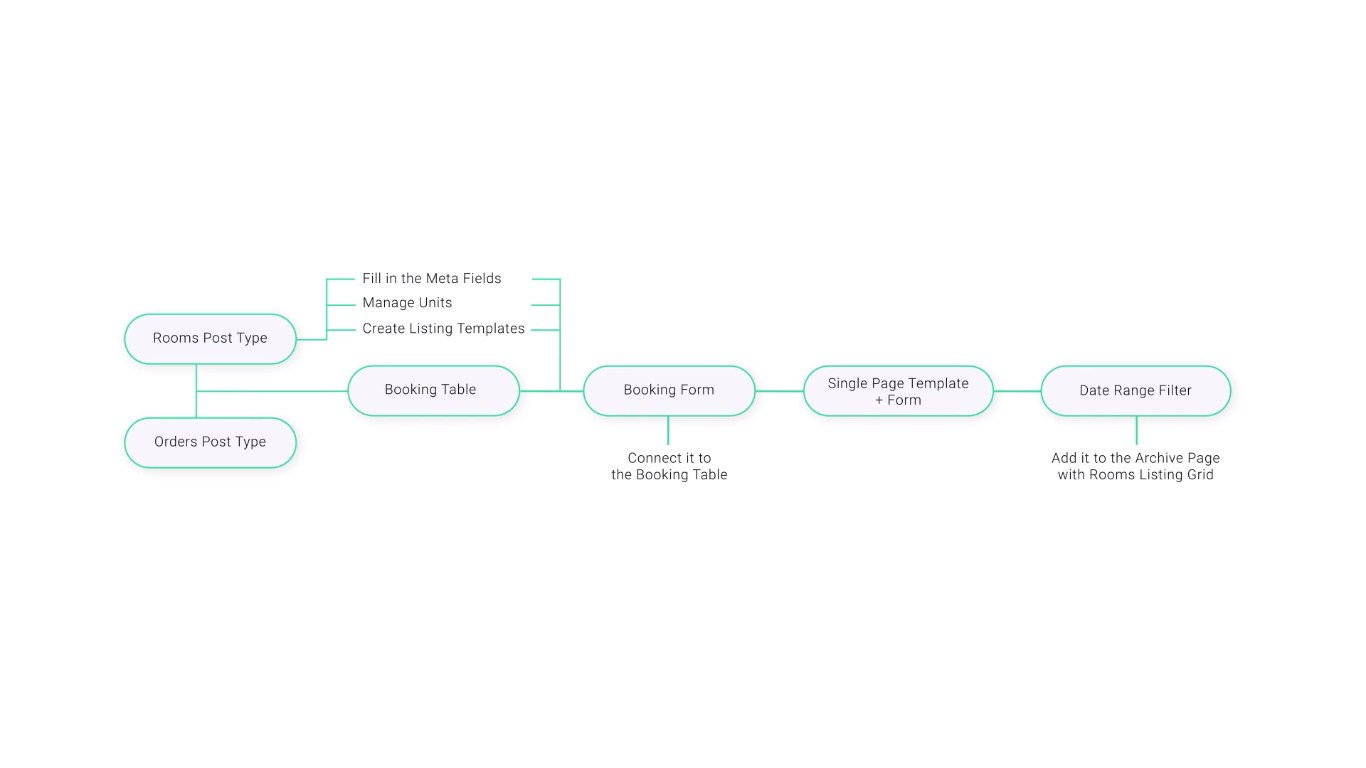 Fill in the Meta Fields
Manage Units
Create Listing Templates
Rooms Post Type
Booking Table
Orders Post Type
Booking Form
Connect it to
the Booking Table
Single Page Template
+ Form
Date Range Filter
Add it to the Archive Page
with Rooms Listing Grid